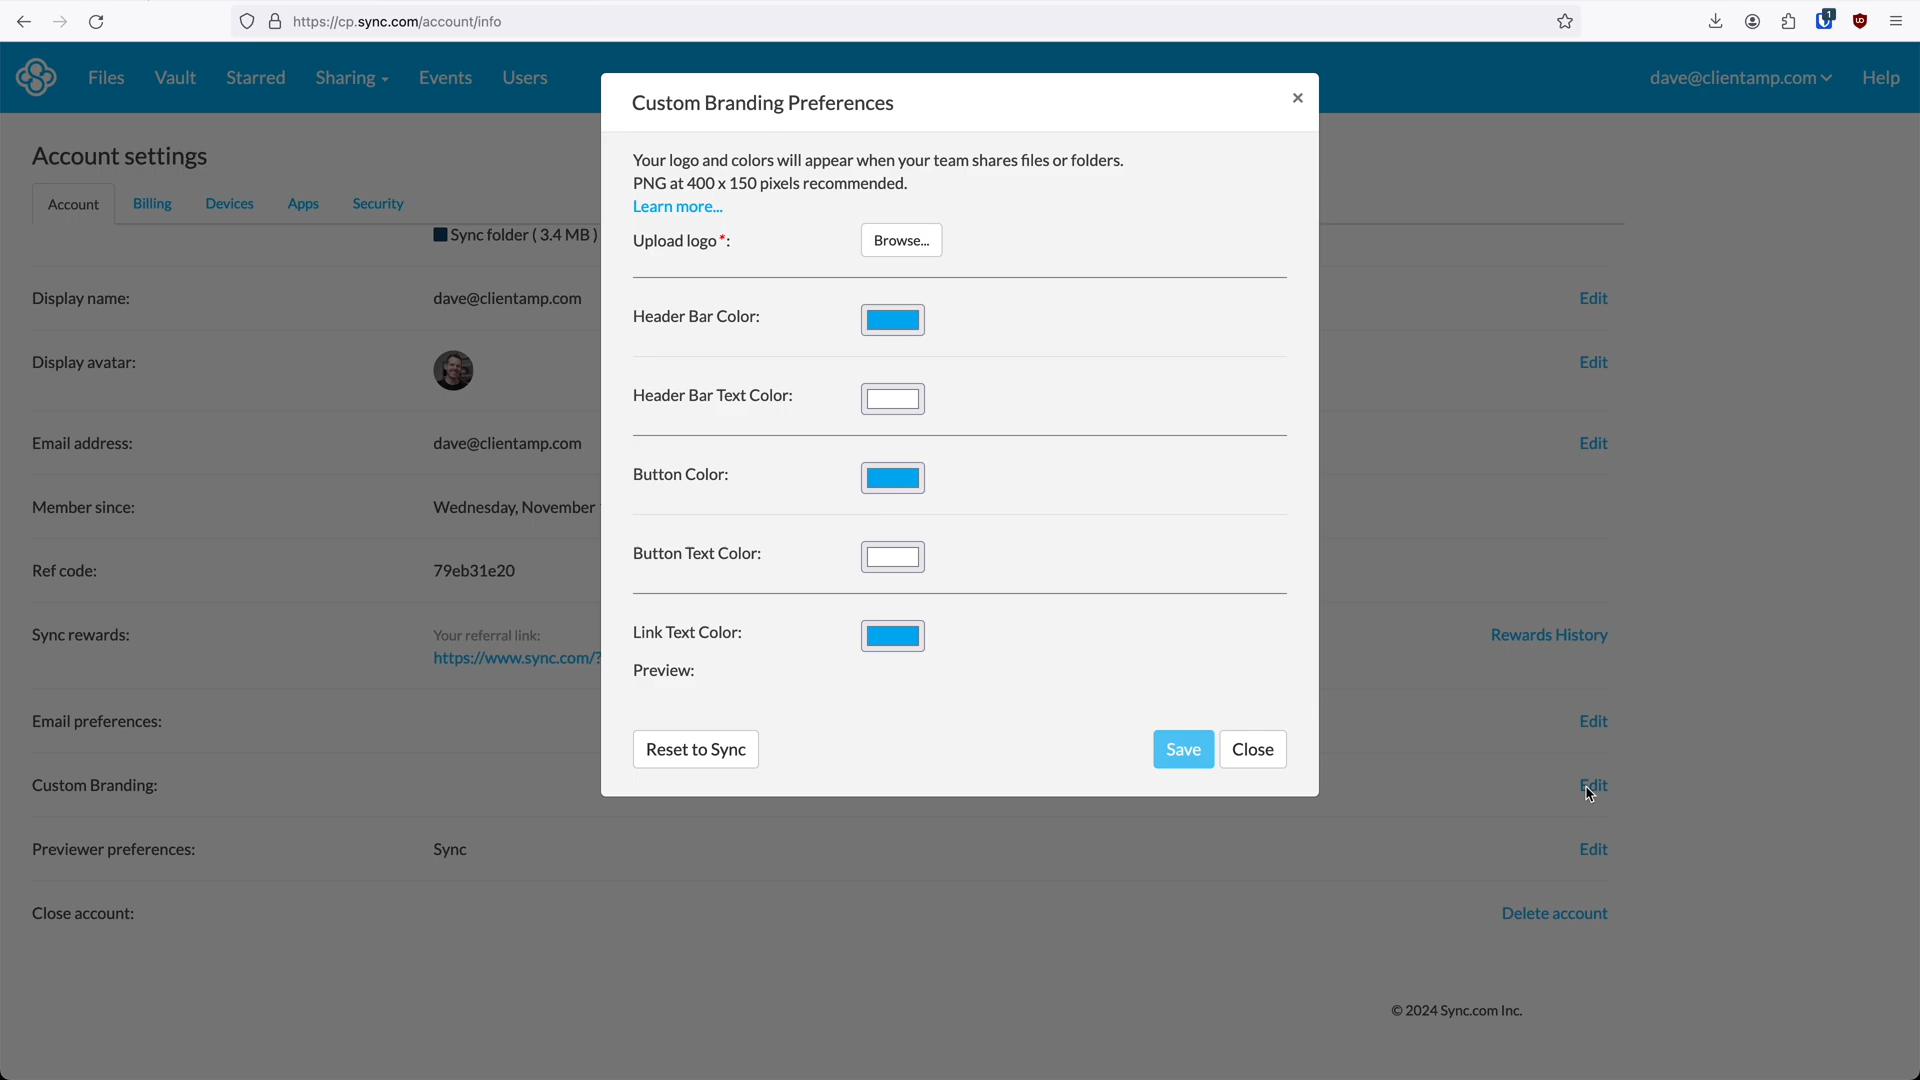 https://cp.sync.com/account/info
1
Files Vault Starred Sharing Events Users
dave@clientamp.com Help
Account settings
Account Billing Devices Apps Security
Sync folder ( 3.4 MB )
Display name: dave@clientamp.com Edit
Display avatar: Edit
Email address: dave@clientamp.com Edit
Member since: Wednesday, November
Ref code: 79eb31e20
Sync rewards: Your referral link: Rewards History
https://www.sync.com/?
Email preferences: Edit
Custom Branding: Edit
Previewer preferences: Sync Edit
Close account: Delete account
© 2024 Sync.com Inc.
Custom Branding Preferences ×
Your logo and colors will appear when your team shares files or folders.
PNG at 400 x 150 pixels recommended.
Learn more...
Upload logo*: Browse...
Header Bar Color:
Header Bar Text Color:
Button Color:
Button Text Color:
Link Text Color:
Preview:
Reset to Sync Save Close